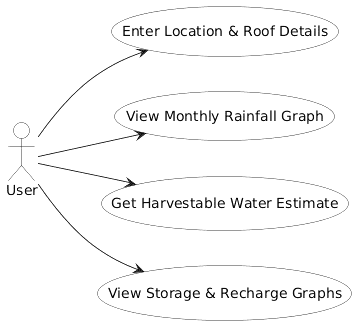 Enter Location & Roof Details
View Monthly Rainfall Graph
User
Get Harvestable Water Estimate
View Storage & Recharge Graphs